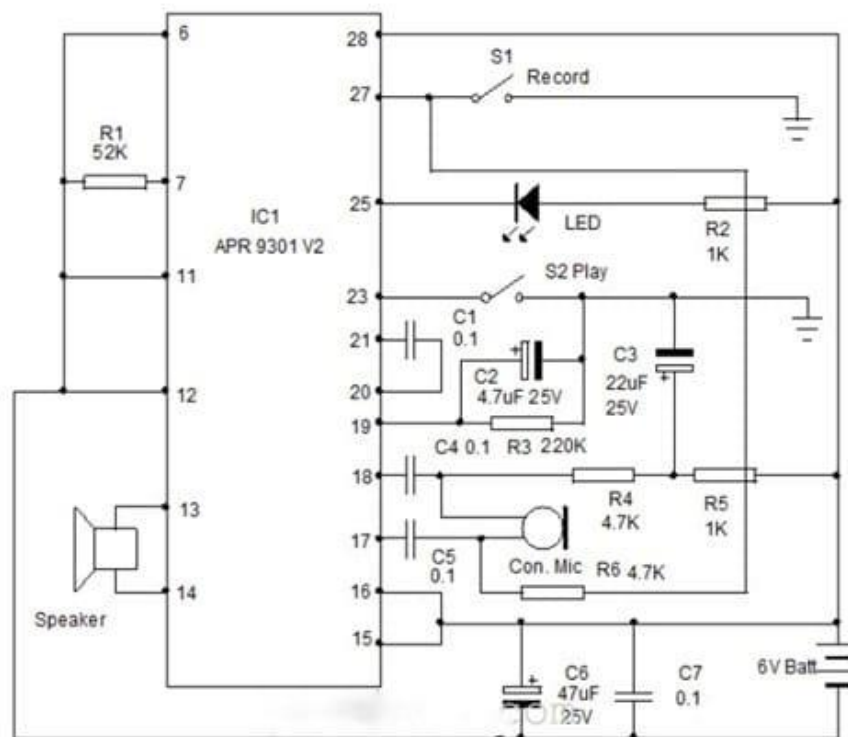 6
28
S1
Record
27
R1
52K
7
25
IC1
APR 9301 V2
LED
R2
1K
11
S2 Play
23
C1
0.1
21
C2
4.7uF 25V
C3
22uF
25V
20
12
19
C4 0.1 R3 220K
18
R4
4.7K
R5
1K
13
17
C5
0.1
Con. Mic
R6 4.7K
14
16
Speaker
15
6V Batt
C6
47uF
25V
C7
0.1